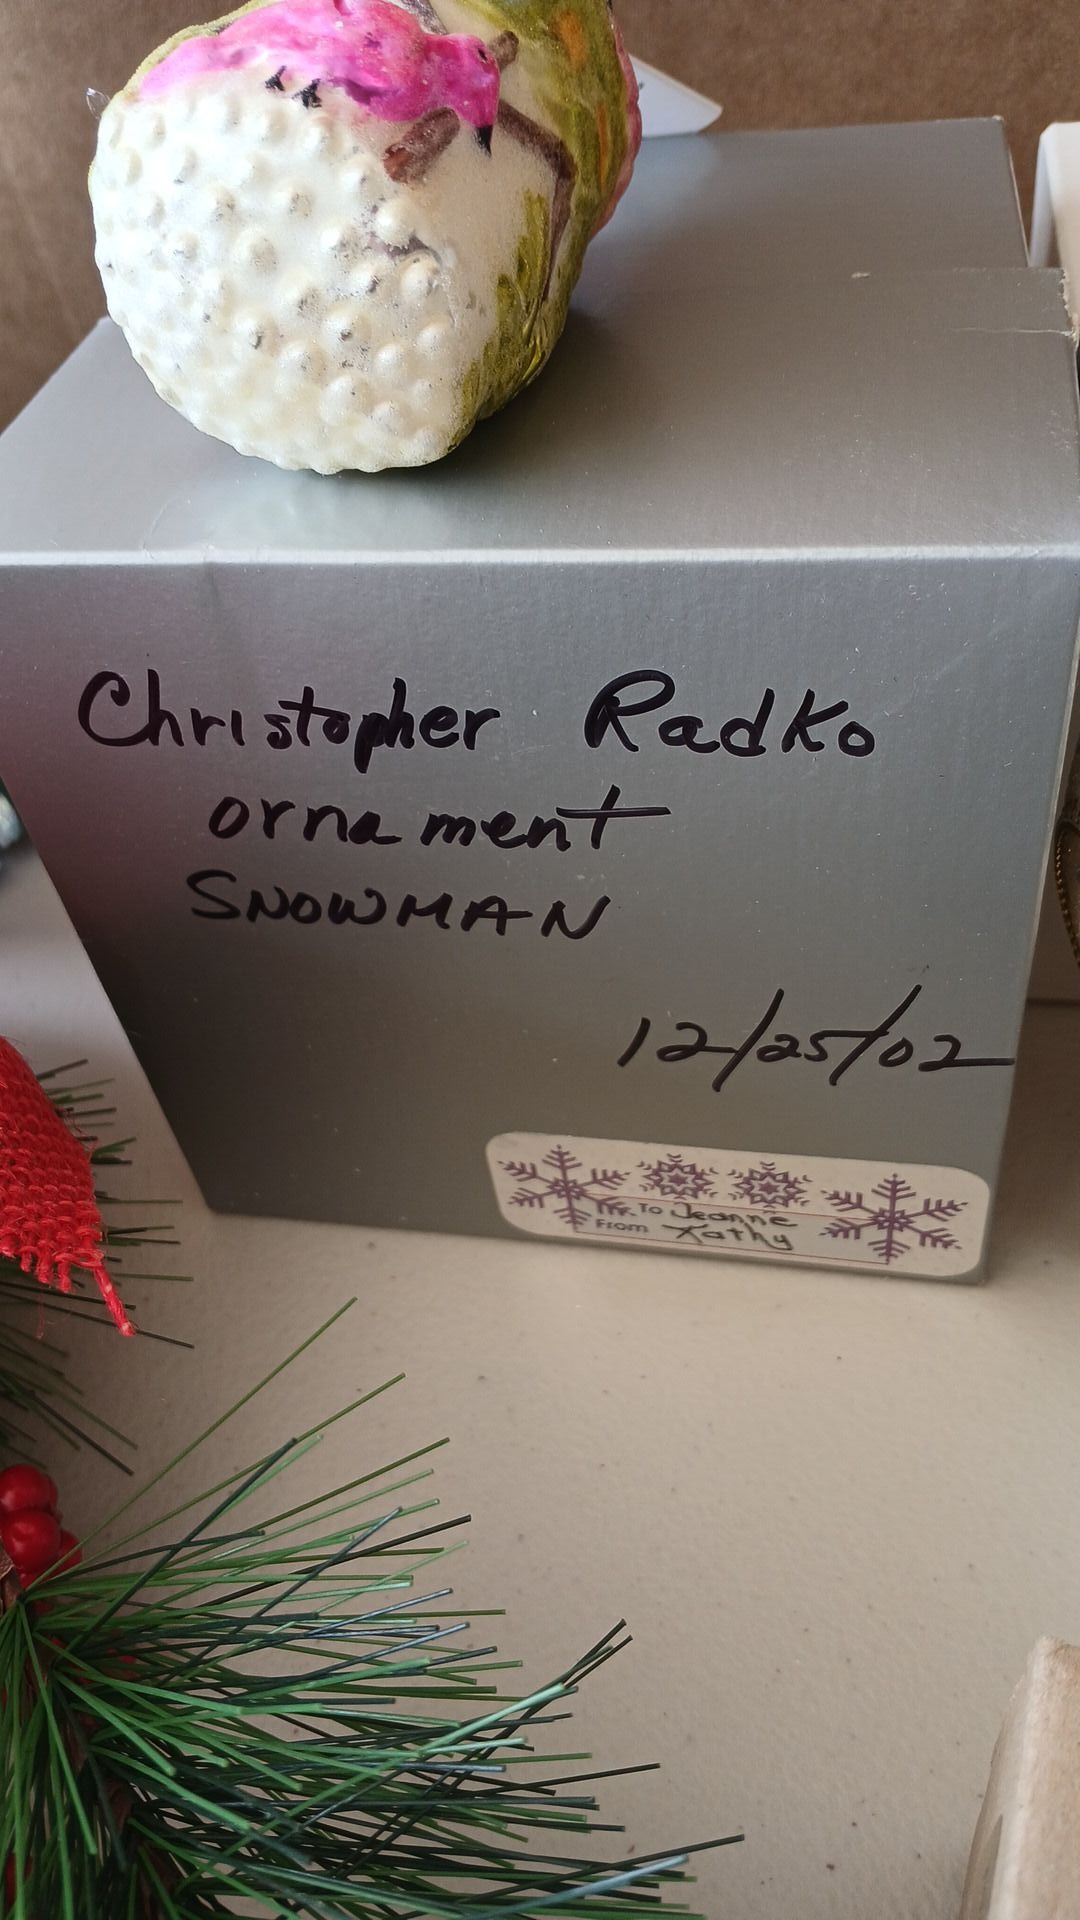 Christopher Radko
ornament
SNOWMAN
12/25/02
To Jeanne
From Kathy